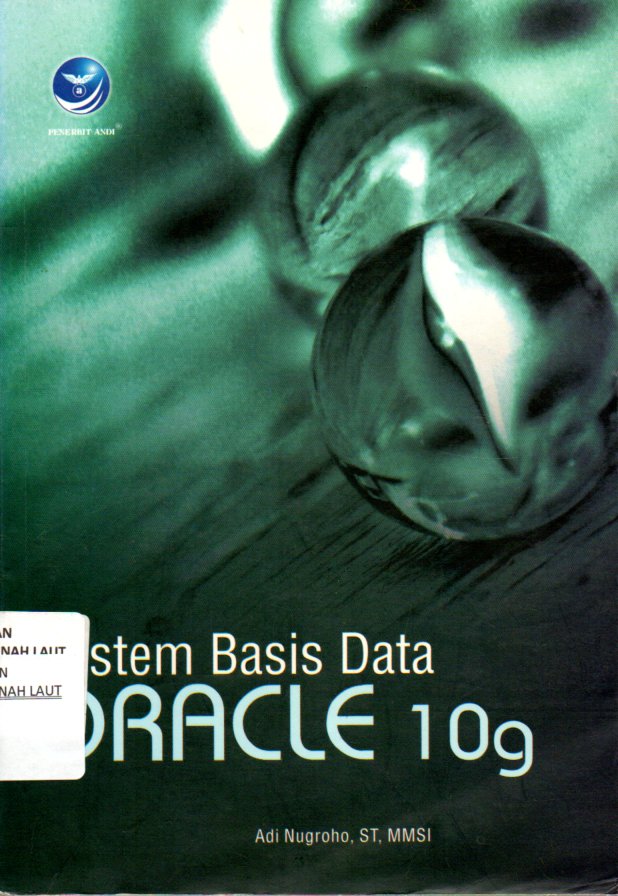 a
PENERBIT ANDI®
AN
NAH LAUT
N
NAH LAUT
stem Basis Data
ORACLE 10g
Adi Nugroho, ST, MMSI